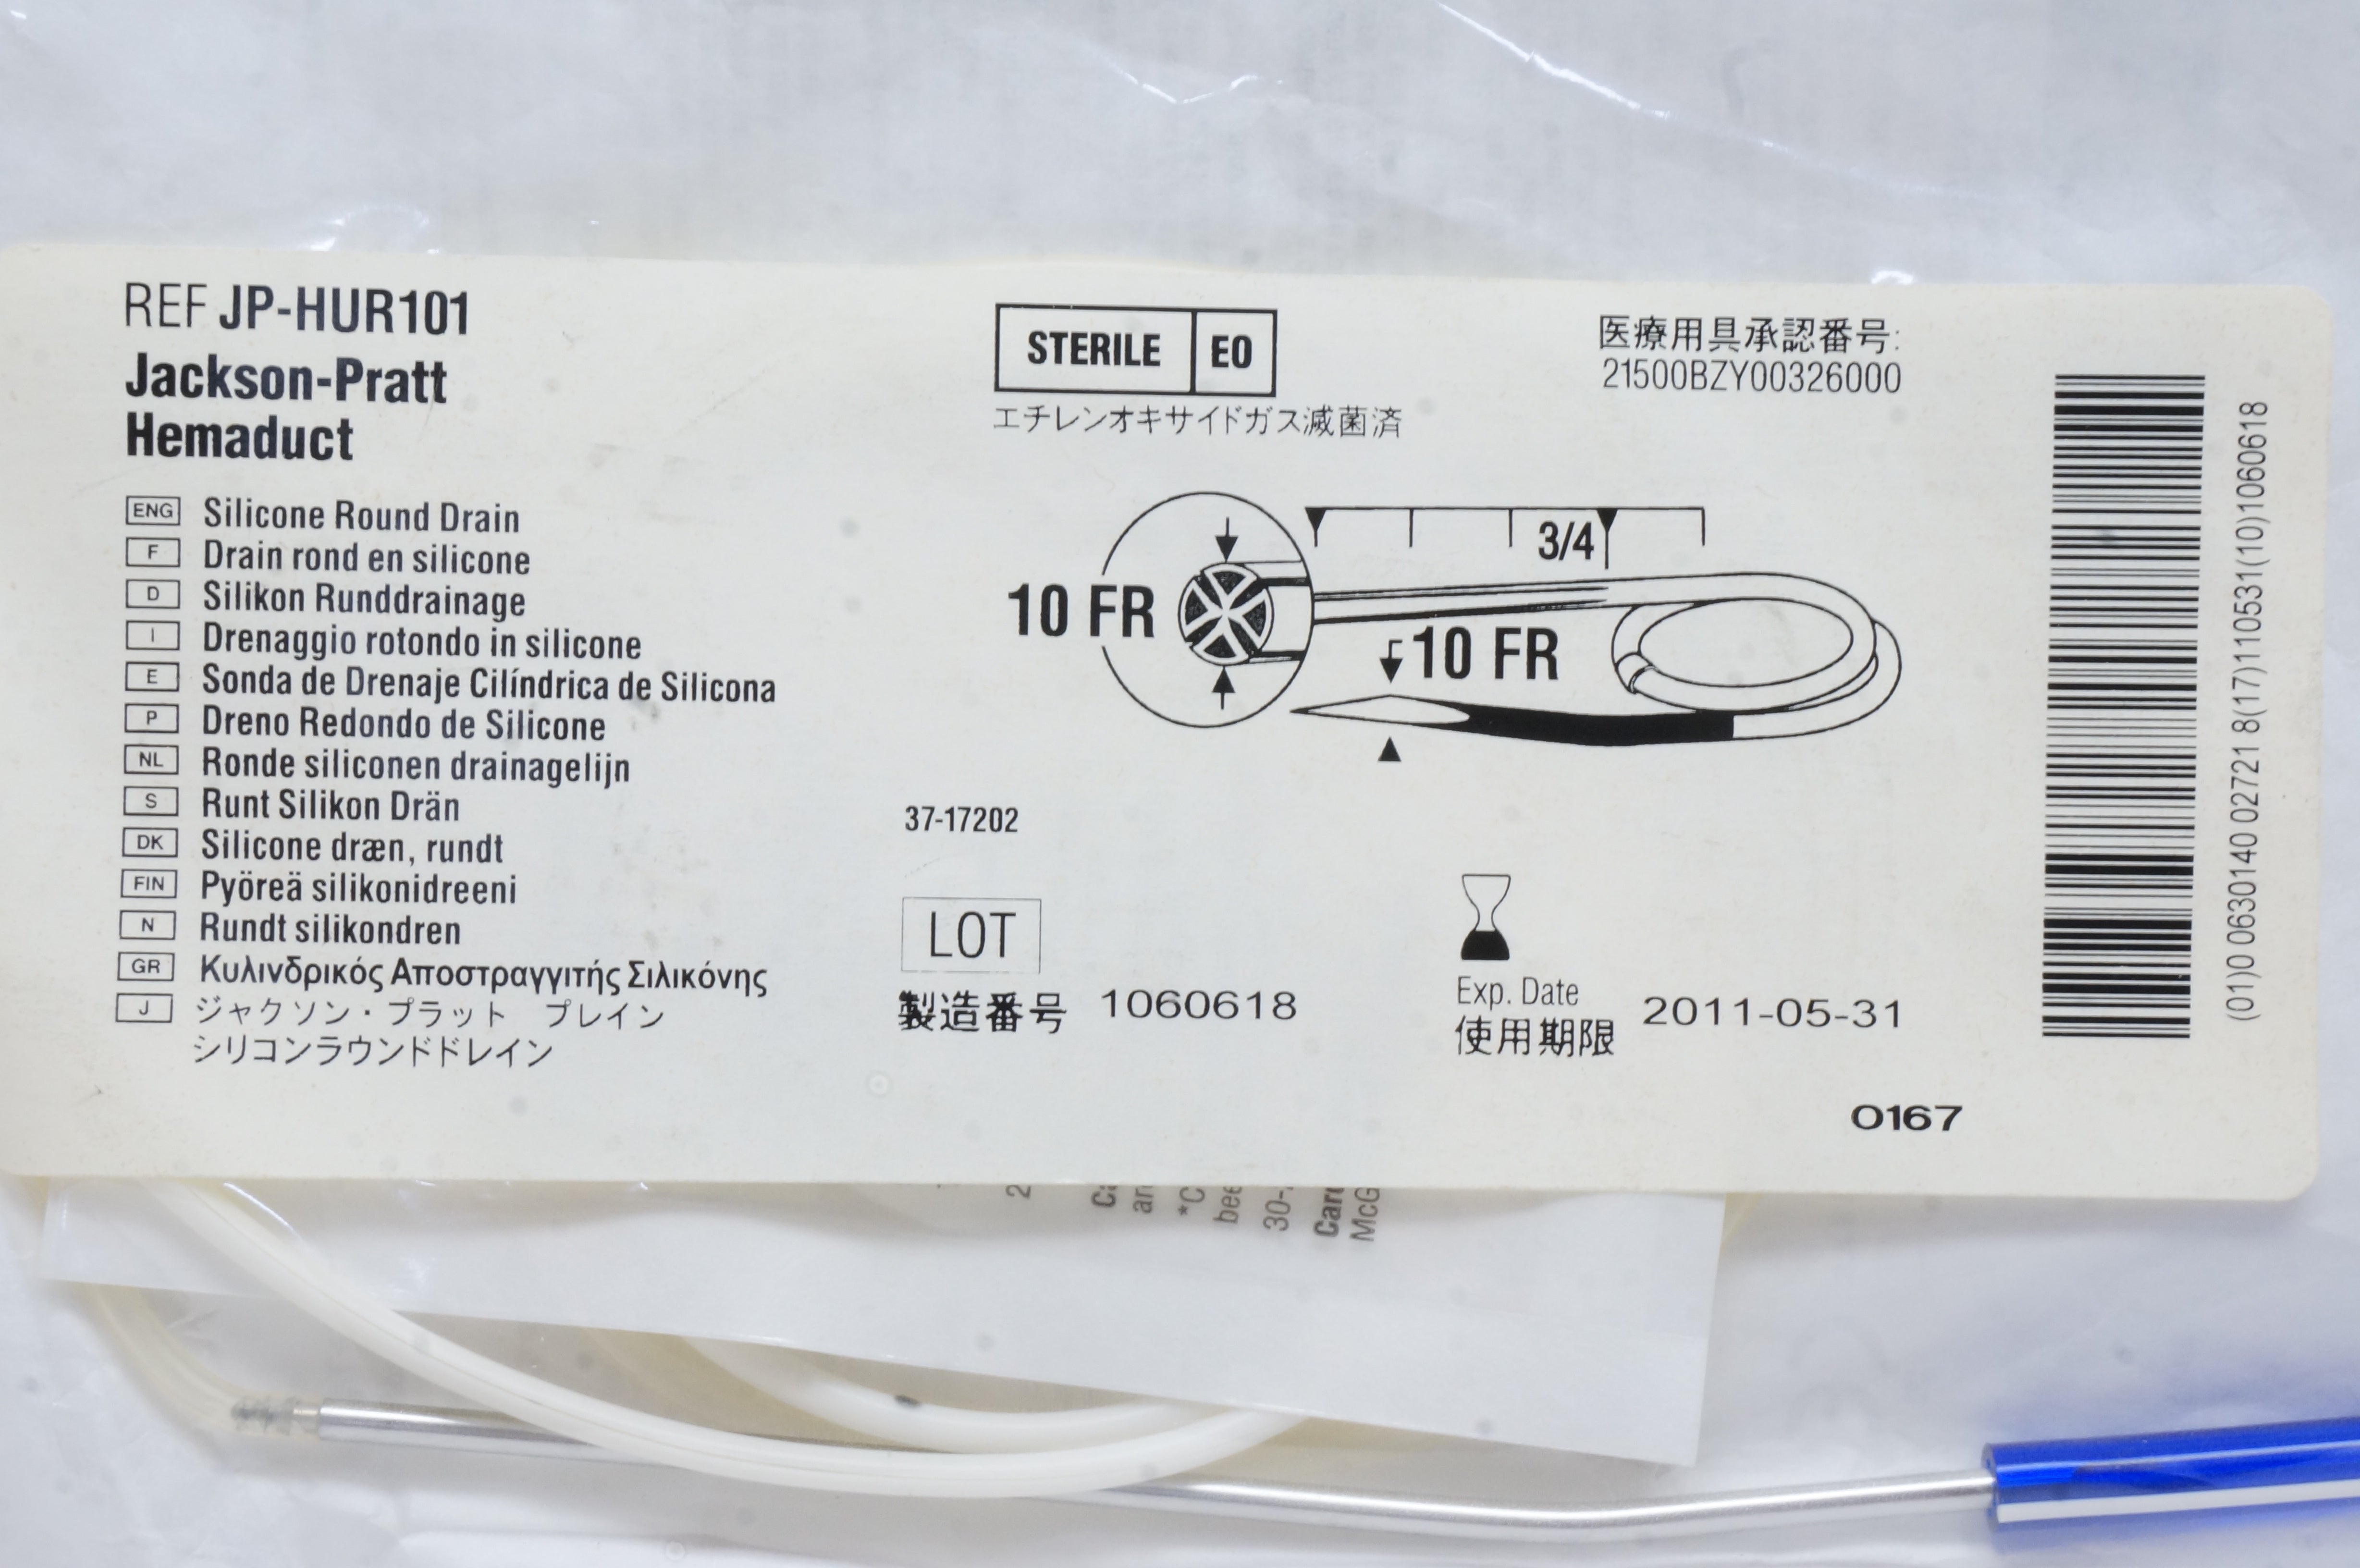 REF JP-HUR101
Jackson-Pratt
Hemaduct
ENG Silicone Round Drain
F Drain rond en silicone
D Silikon Runddrainage
I Drenaggio rotondo in silicone
E Sonda de Drenaje Cilíndrica de Silicona
P Dreno Redondo de Silicone
NL Ronde siliconen drainagelijn
S Runt Silikon Drän
DK Silicone dræn, rundt
FIN Pyöreä silikonidreeni
N Rundt silikondren
GR Κυλινδρικός Αποστραγγιτής Σιλικόνης
J ジャクソン・プラット プレイン
シリコンラウンドドレイン
STERILE EO
エチレンオキサイドガス滅菌済
医療用具承認番号:
21500BZY00326000
3/4
10 FR
10 FR
37-17202
LOT
製造番号 1060618
Exp. Date
使用期限 2011-05-31
0167
(01)0 0630140 02721 8(17)110531(10)1060618
2
*C
bee
30-
McG